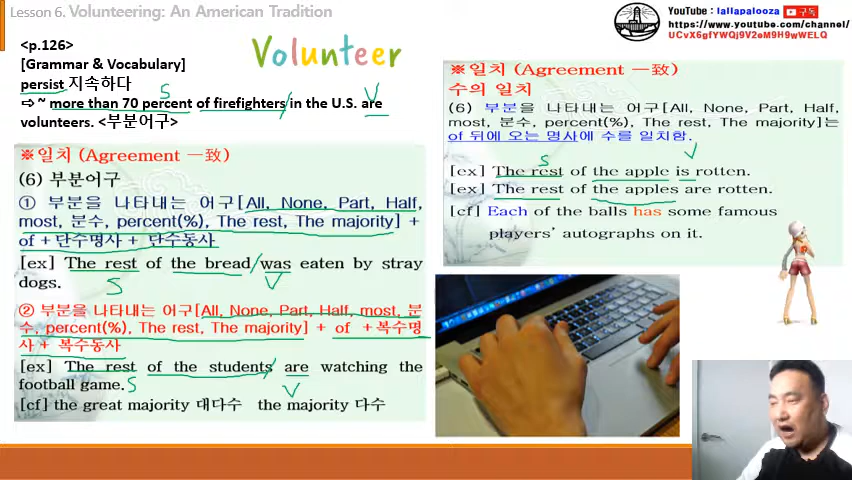 Lesson 6. Volunteering: An American Tradition
<p.126>
[Grammar & Vocabulary]
persist 지속하다
S V
⇨ ~ more than 70 percent of firefighters in the U.S. are
volunteers. <부분어구>
Volunteer
YouTube : lallapalooza 구독
https://www.youtube.com/channel/
UCvX6gfYWQj9V2eM9H9wWELQ
※일치 (Agreement 一致)
(6) 부분어구
① 부분을 나타내는 어구[All, None, Part, Half,
most, 분수, percent(%), The rest, The majority] +
of + 단수명사 + 단수동사
[ex] The rest of the bread was eaten by stray
dogs.
S V
② 부분을 나타내는 어구[All, None, Part, Half, most, 분
수, percent(%), The rest, The majority] + of +복수명
사 + 복수동사
[ex] The rest of the students are watching the
football game.
S V
[cf] the great majority 대다수 the majority 다수
※일치 (Agreement 一致)
수의 일치
(6) 부분을 나타내는 어구[All, None, Part, Half,
most, 분수, percent(%), The rest, The majority]는
of 뒤에 오는 명사에 수를 일치함.
S V
[ex] The rest of the apple is rotten.
[ex] The rest of the apples are rotten.
[cf] Each of the balls has some famous
players' autographs on it.